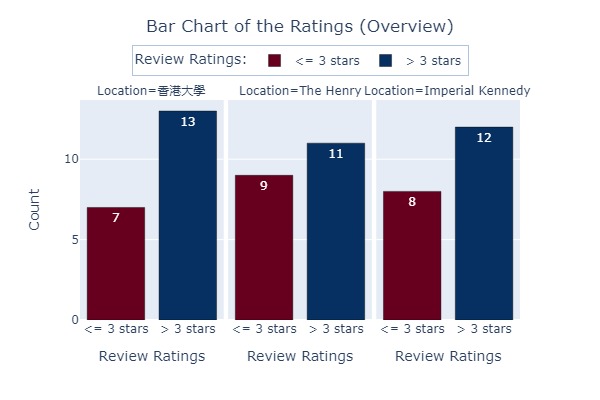 Bar Chart of the Ratings (Overview)
Review Ratings: <= 3 stars > 3 stars
Location=香港大學 Location=The Henry Location=Imperial Kennedy
Count
10
5
0
7 13 9 11 8 12
<= 3 stars > 3 stars <= 3 stars > 3 stars <= 3 stars > 3 stars
Review Ratings Review Ratings Review Ratings